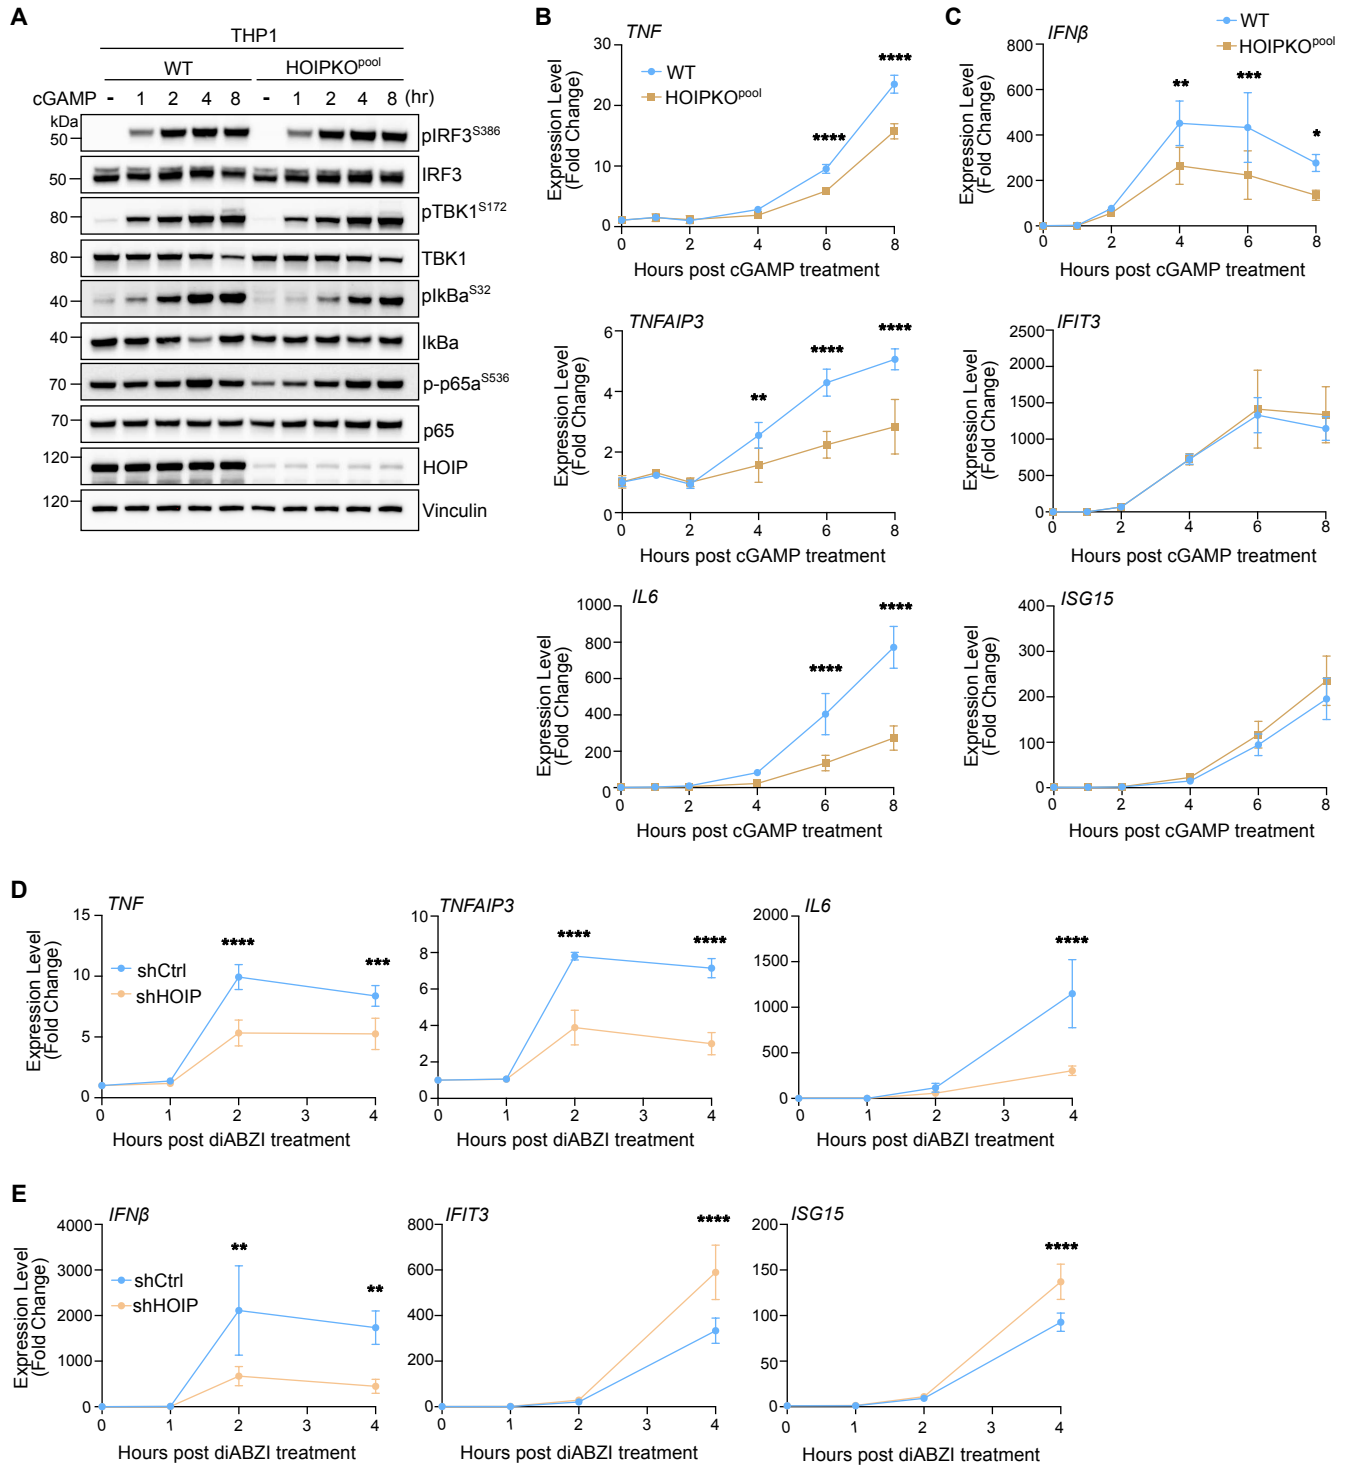 A
THP1
WT HOIPKOpool
cGAMP - 1 2 4 8 - 1 2 4 8 (hr)
kDa
50 pIRF3S386
50 IRF3
80 pTBK1S172
80 TBK1
40 pIkBaS32
40 IkBa
70 p-p65aS536
70 p65
120 HOIP
120 Vinculin
B
TNF
Expression Level
(Fold Change)
30
20
10
0
WT
HOIPKOpool
****
****
0 2 4 6 8
Hours post cGAMP treatment
TNFAIP3
Expression Level
(Fold Change)
6
4
2
0
**
****
****
0 2 4 6 8
Hours post cGAMP treatment
IL6
Expression Level
(Fold Change)
1000
800
600
400
200
0
****
****
0 2 4 6 8
Hours post cGAMP treatment
C
IFNβ
WT
HOIPKOpool
Expression Level
(Fold Change)
800
600
400
200
0
**
***
*
0 2 4 6 8
Hours post cGAMP treatment
IFIT3
Expression Level
(Fold Change)
2500
2000
1500
1000
500
0
0 2 4 6 8
Hours post cGAMP treatment
ISG15
Expression Level
(Fold Change)
400
300
200
100
0
0 2 4 6 8
Hours post cGAMP treatment
D
TNF
Expression Level
(Fold Change)
15
10
5
0
shCtrl
shHOIP
****
***
0 1 2 3 4
Hours post diABZI treatment
TNFAIP3
10
8
6
4
2
0
****
****
0 1 2 3 4
Hours post diABZI treatment
IL6
2000
1500
1000
500
0
****
0 1 2 3 4
Hours post diABZI treatment
E
IFNβ
Expression Level
(Fold Change)
4000
3000
2000
1000
0
shCtrl
shHOIP
**
**
0 1 2 3 4
Hours post diABZI treatment
IFIT3
800
600
400
200
0
****
0 1 2 3 4
Hours post diABZI treatment
ISG15
200
150
100
50
0
****
0 1 2 3 4
Hours post diABZI treatment